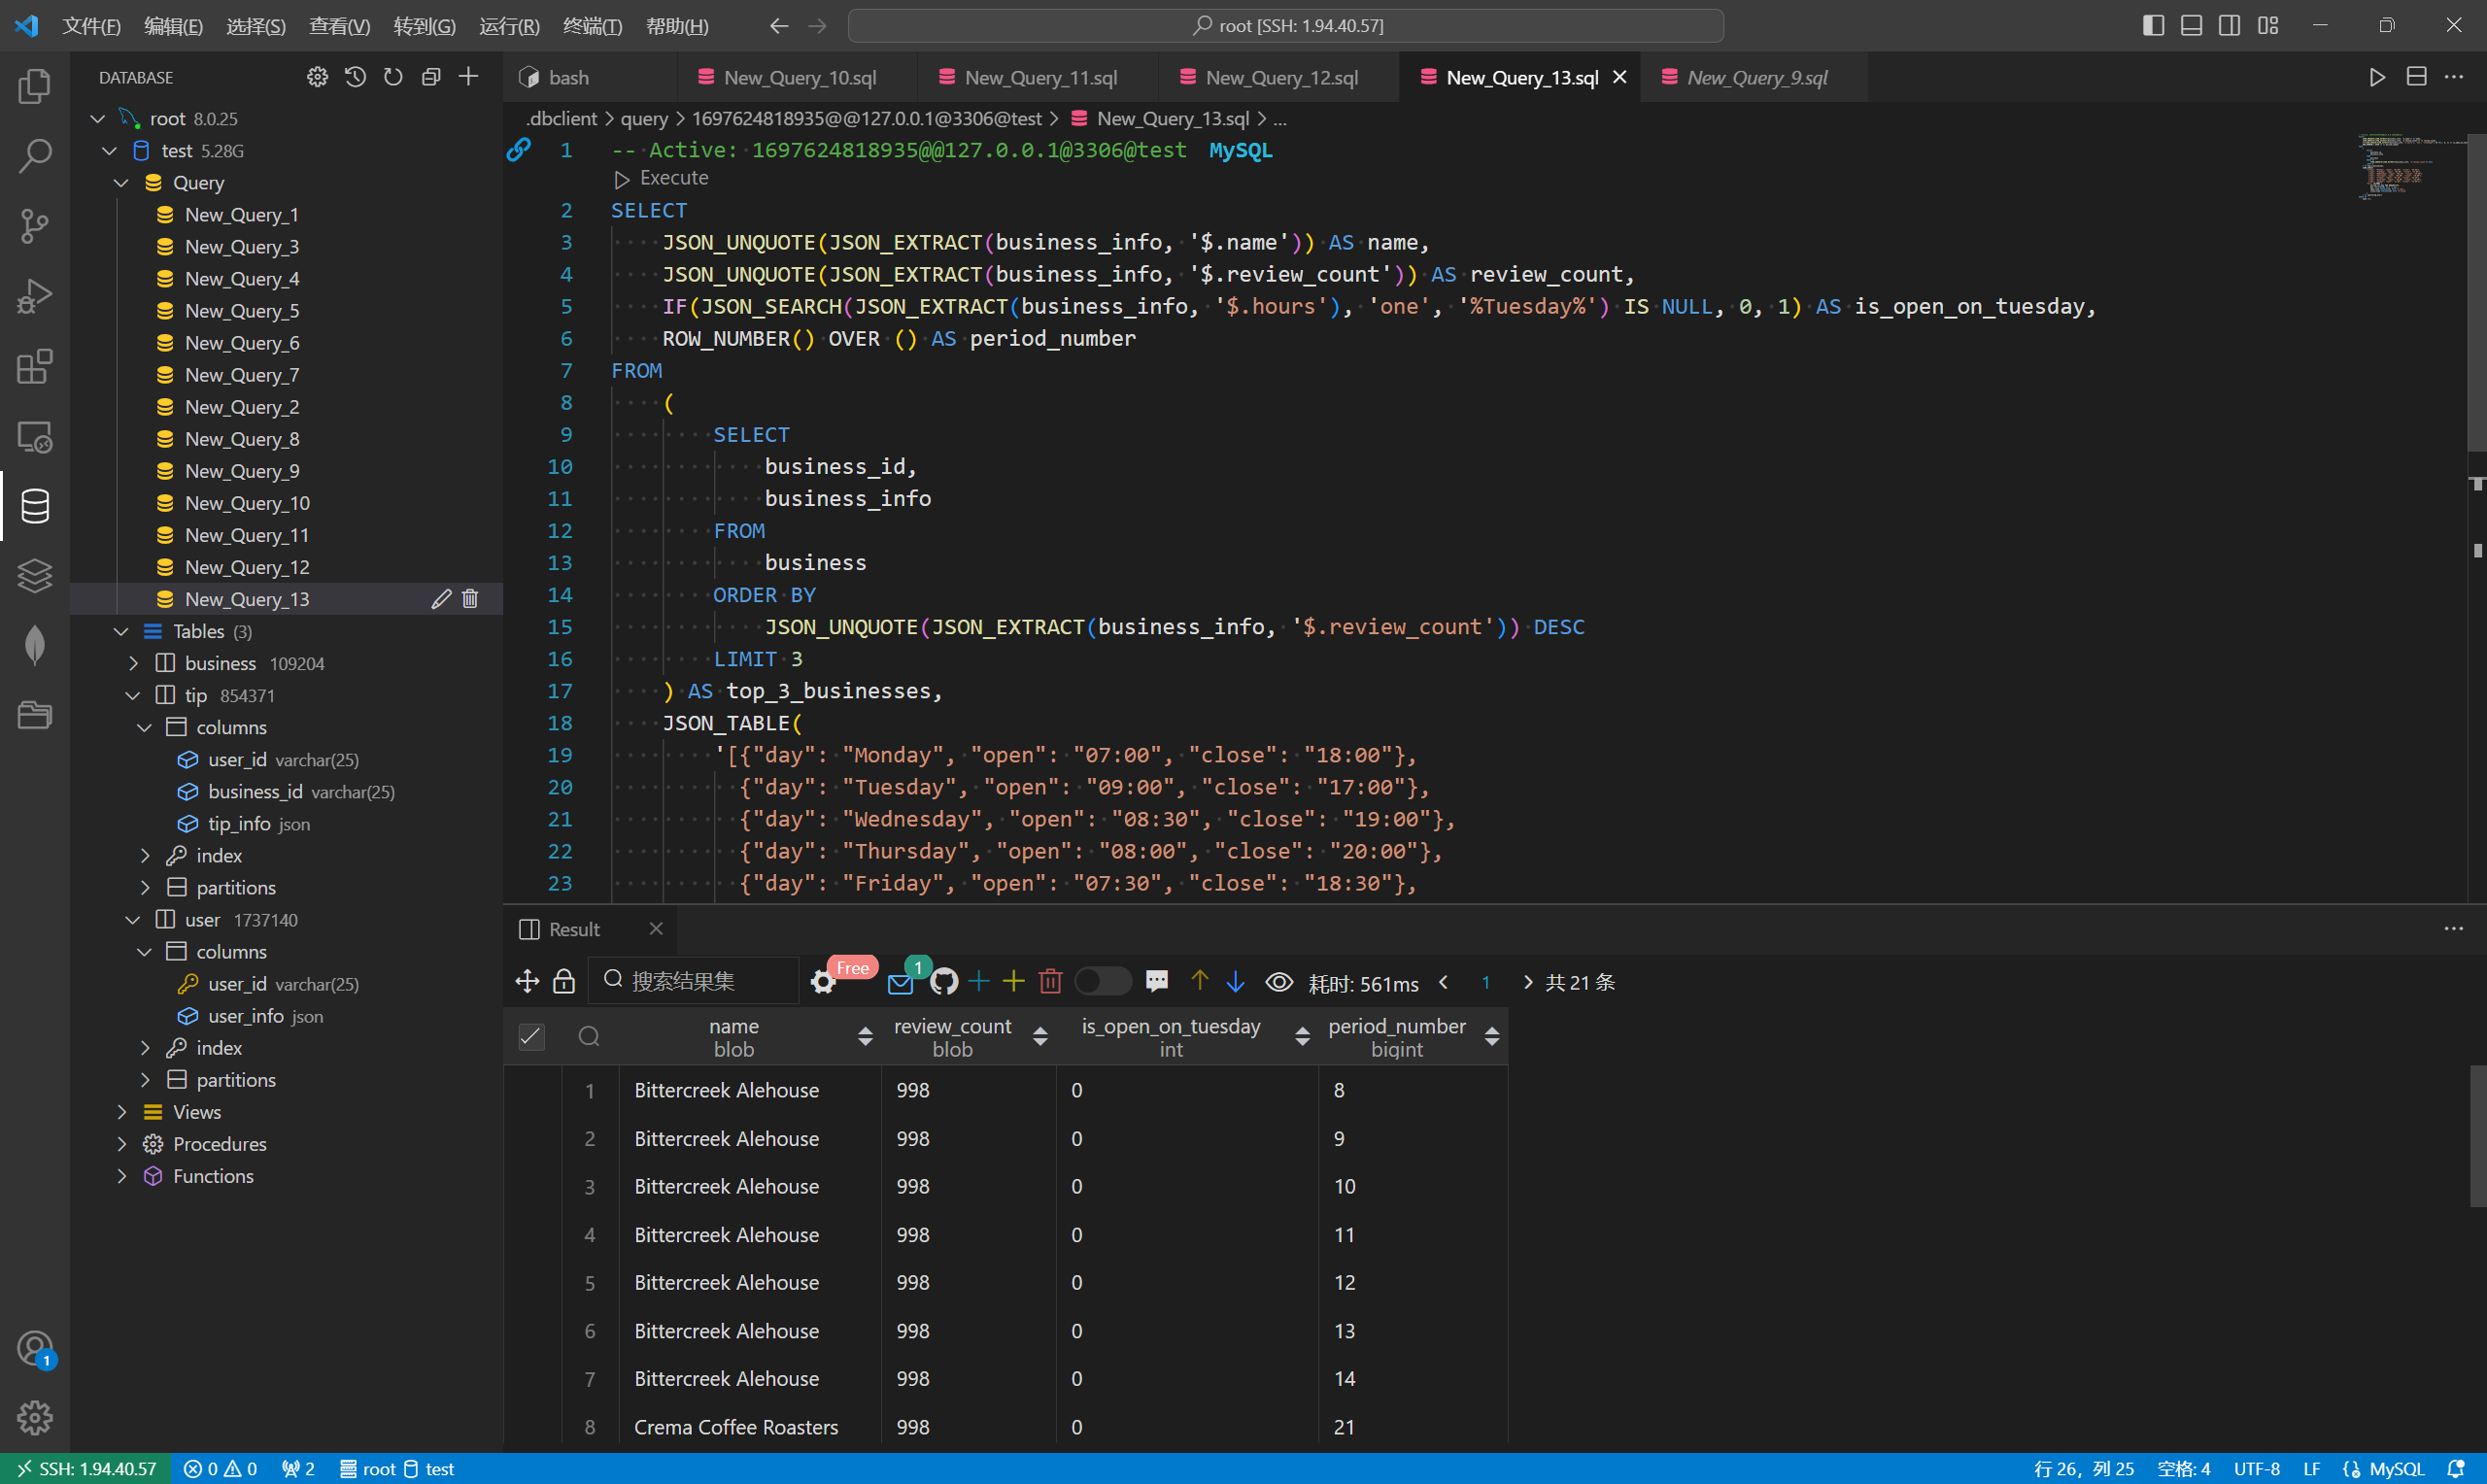 文件(F) 编辑(E) 选择(S) 查看(V) 转到(G) 运行(R) 终端(T) 帮助(H) root [SSH: 1.94.40.57]
DATABASE
root 8.0.25
test 5.28G
Query
New_Query_1
New_Query_3
New_Query_4
New_Query_5
New_Query_6
New_Query_7
New_Query_2
New_Query_8
New_Query_9
New_Query_10
New_Query_11
New_Query_12
New_Query_13
Tables (3)
business 109204
tip 854371
columns
user_id varchar(25)
business_id varchar(25)
tip_info json
index
partitions
user 1737140
columns
user_id varchar(25)
user_info json
index
partitions
Views
Procedures
Functions
1
bash New_Query_10.sql New_Query_11.sql New_Query_12.sql New_Query_13.sql New_Query_9.sql
.dbclient > query > 1697624818935@@127.0.0.1@3306@test > New_Query_13.sql > ...
1 -- Active: 1697624818935@@127.0.0.1@3306@test MySQL
Execute
2 SELECT
3 JSON_UNQUOTE(JSON_EXTRACT(business_info, '$.name')) AS name,
4 JSON_UNQUOTE(JSON_EXTRACT(business_info, '$.review_count')) AS review_count,
5 IF(JSON_SEARCH(JSON_EXTRACT(business_info, '$.hours'), 'one', '%Tuesday%') IS NULL, 0, 1) AS is_open_on_tuesday,
6 ROW_NUMBER() OVER () AS period_number
7 FROM
8 (
9 SELECT
10 business_id,
11 business_info
12 FROM
13 business
14 ORDER BY
15 JSON_UNQUOTE(JSON_EXTRACT(business_info, '$.review_count')) DESC
16 LIMIT 3
17 ) AS top_3_businesses,
18 JSON_TABLE(
19 '[{"day": "Monday", "open": "07:00", "close": "18:00"},
20 {"day": "Tuesday", "open": "09:00", "close": "17:00"},
21 {"day": "Wednesday", "open": "08:30", "close": "19:00"},
22 {"day": "Thursday", "open": "08:00", "close": "20:00"},
23 {"day": "Friday", "open": "07:30", "close": "18:30"},
Result
搜索结果集 Free 1 耗时: 561ms 1 共 21 条
name review_count is_open_on_tuesday period_number
blob blob int bigint
1 Bittercreek Alehouse 998 0 8
2 Bittercreek Alehouse 998 0 9
3 Bittercreek Alehouse 998 0 10
4 Bittercreek Alehouse 998 0 11
5 Bittercreek Alehouse 998 0 12
6 Bittercreek Alehouse 998 0 13
7 Bittercreek Alehouse 998 0 14
8 Crema Coffee Roasters 998 0 21
SSH: 1.94.40.57 0 0 2 root test 行 26，列 25 空格: 4 UTF-8 LF MySQL